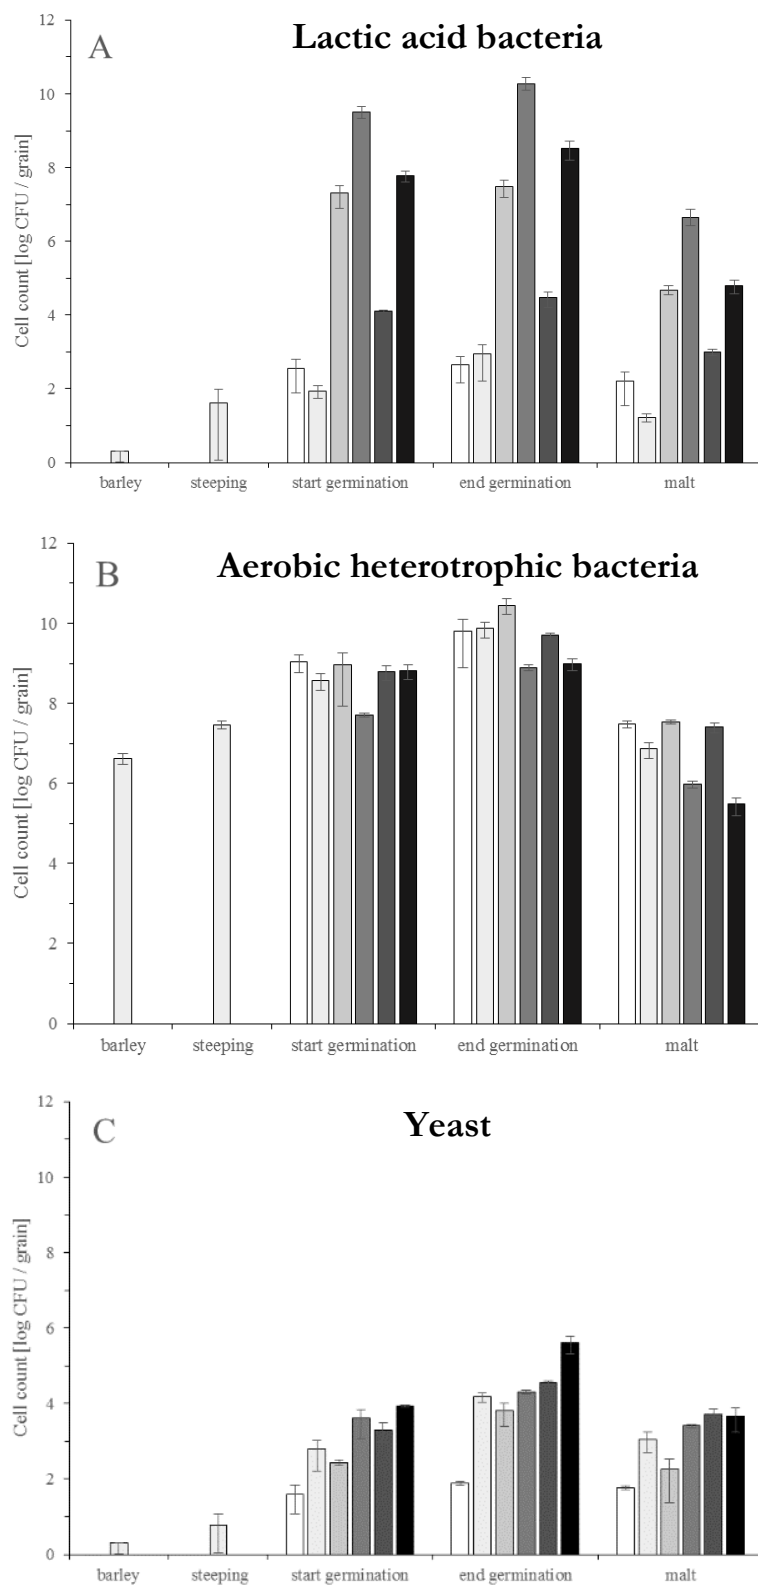 A
Lactic acid bacteria
Cell count [log CFU / grain]
12
10
8
6
4
2
0
barley steeping start germination end germination malt
B
Aerobic heterotrophic bacteria
Cell count [log CFU / grain]
12
10
8
6
4
2
0
barley steeping start germination end germination malt
C
Yeast
Cell count [log CFU / grain]
12
10
8
6
4
2
0
barley steeping start germination end germination malt